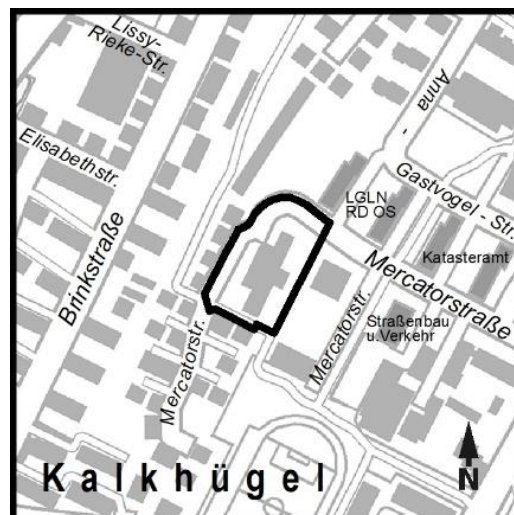 Lissy-
Rieke-Str.
Elisabethstr.
Brinkstraße
Anna
-
Gastvogel - Str.
LGLN
RD OS
Katasteramt
Mercatorstraße
Mercatorstr.
Straßenbau
u.Verkehr
Mercatorstr.
Kalkhügel
N